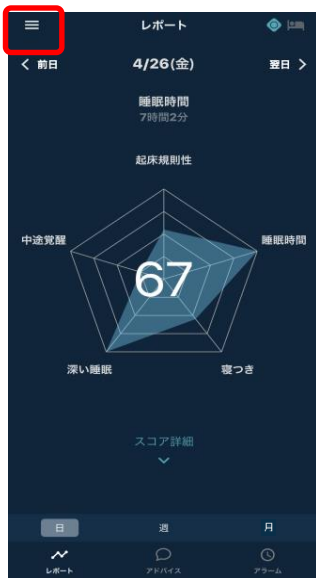 レポート
前日
4/26(金)
翌日
睡眠時間
7時間2分
起床規則性
中途覚醒
睡眠時間
67
深い睡眠
寝つき
スコア詳細
日 週 月
レポート アドバイス アラーム